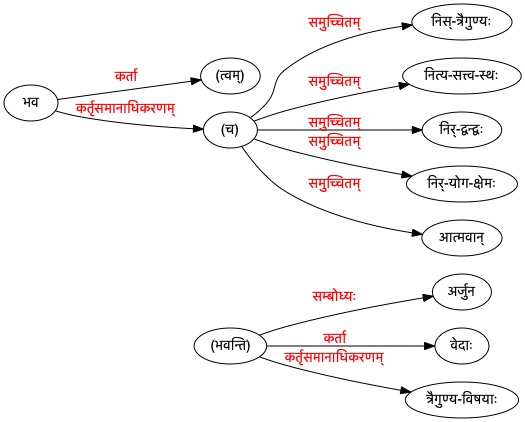 भव
कर्ता
कर्तृसमानाधिकरणम्
(त्वम्)
(च)
समुच्चितम्
समुच्चितम्
समुच्चितम्
समुच्चितम्
समुच्चितम्
निस्-त्रैगुण्यः
नित्य-सत्त्व-स्थः
निर्-द्वन्द्वः
निर्-योग-क्षेमः
आत्मवान्
(भवन्ति)
सम्बोध्यः
कर्ता
कर्तृसमानाधिकरणम्
अर्जुन
वेदाः
त्रैगुण्य-विषयाः